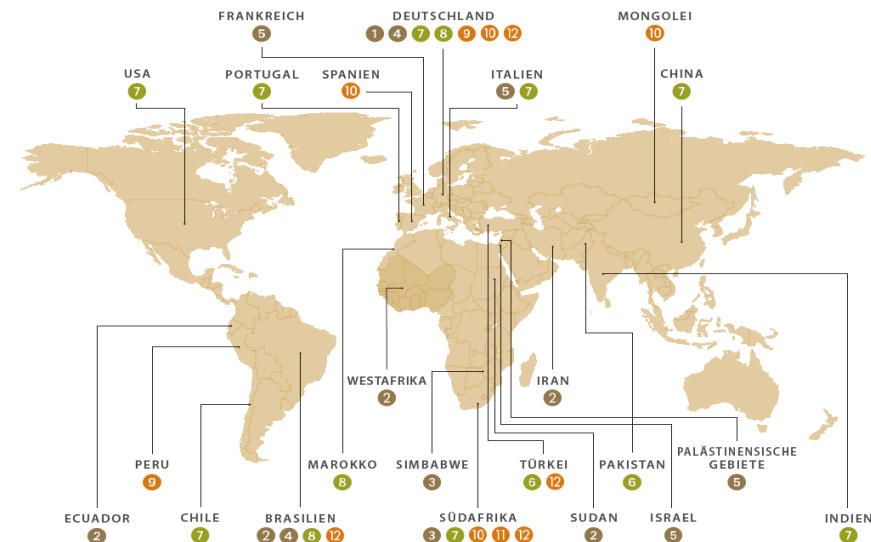 FRANKREICH
5
DEUTSCHLAND
1 4 7 8 9 10 12
MONGOLEI
10
USA
7
PORTUGAL
7
SPANIEN
10
ITALIEN
5 7
CHINA
7
WESTAFRIKA
2
IRAN
2
PERU
9
MAROKKO
8
SIMBABWE
3
TÜRKEI
6 12
PAKISTAN
6
PALÄSTINENSISCHE
GEBIETE
5
ECUADOR
2
CHILE
7
BRASILIEN
2 4 8 12
SÜDAFRIKA
3 7 10 11 12
SUDAN
2
ISRAEL
5
INDIEN
7